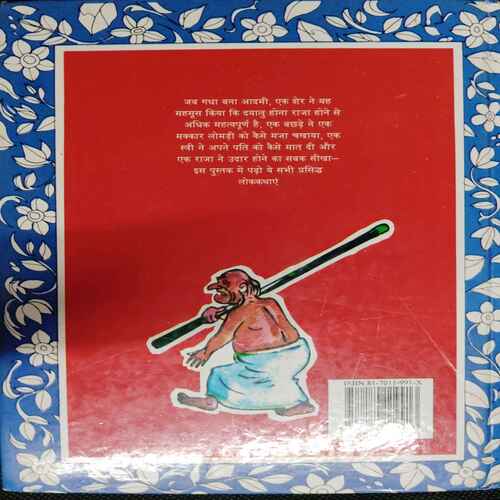 जब गधा बना आदमी, एक शेर ने यह
महसूस किया कि दयालु होना राजा होने से
अधिक महत्वपूर्ण है, एक बछड़े ने एक
मक्कार लोमड़ी को कैसे मज़ा चखाया, एक
स्त्री ने अपने पति को कैसे मात दी और
एक राजा ने उदार होने का सबक सीखा—
इस पुस्तक में पढ़ो ये सभी प्रसिद्ध
लोककथाएं